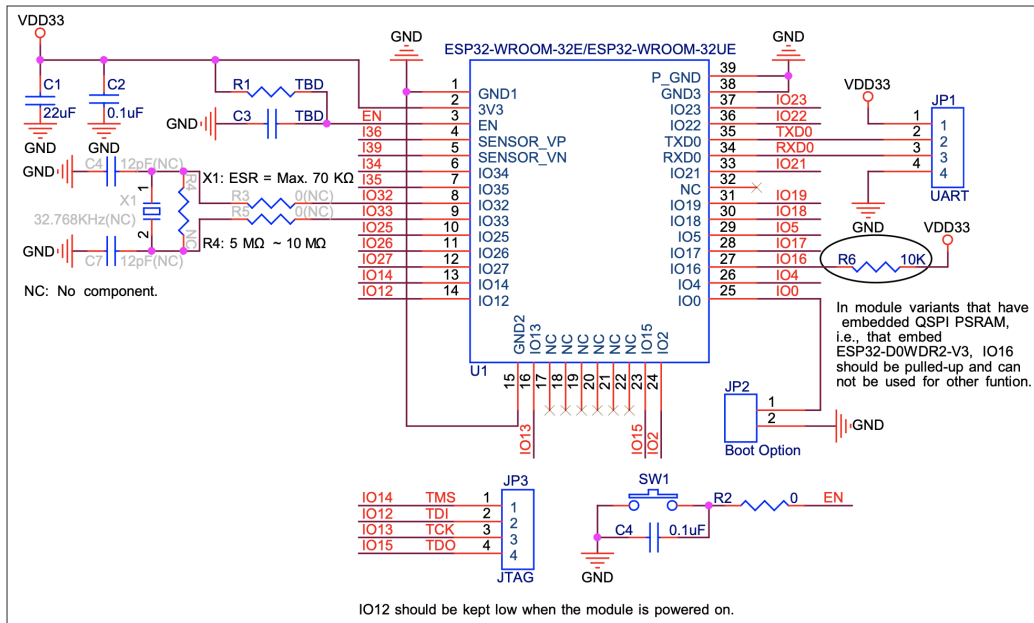 VDD33
C1
22uF
GND
C2
0.1uF
GND
R1 TBD
GND C3 TBD
C4 12pF(NC)
GND
X1
1
2
32.768KHz(NC)
R4
NC
X1: ESR = Max. 70 KΩ
R3 0(NC)
R5 0(NC)
R4: 5 MΩ ~ 10 MΩ
GND
C7 12pF(NC)
NC: No component.
GND
ESP32-WROOM-32E/ESP32-WROOM-32UE
1 GND1
2 3V3
EN 3 EN
I36 4 SENSOR_VP
I39 5 SENSOR_VN
I34 6 IO34
I35 7 IO35
IO32 8 IO32
IO33 9 IO33
IO25 10 IO25
IO26 11 IO26
IO27 12 IO27
IO14 13 IO14
IO12 14 IO12
GND
P_GND 39
GND3 38
IO23 37 IO23
IO22 36 IO22
TXD0 35 TXD0
RXD0 34 RXD0
IO21 33 IO21
NC 32
IO19 31 IO19
IO18 30 IO18
IO5 29 IO5
IO17 28 IO17
IO16 27 IO16
IO4 26 IO4
IO0 25 IO0
GND2 15
IO13 16 IO13
NC 17
NC 18
NC 19
NC 20
NC 21
NC 22
IO15 23 IO15
IO2 24 IO2
U1
VDD33
JP1
1 1
2 2
3 3
4 4
UART
GND
VDD33
R6 10K
In module variants that have
embedded QSPI PSRAM,
i.e., that embed
ESP32-D0WDR2-V3, IO16
should be pulled-up and can
not be used for other funtion.
JP2
1
2
GND
Boot Option
JP3
IO14 TMS 1 1
IO12 TDI 2 2
IO13 TCK 3 3
IO15 TDO 4 4
JTAG
SW1
R2 0 EN
C4 0.1uF
GND
IO12 should be kept low when the module is powered on.